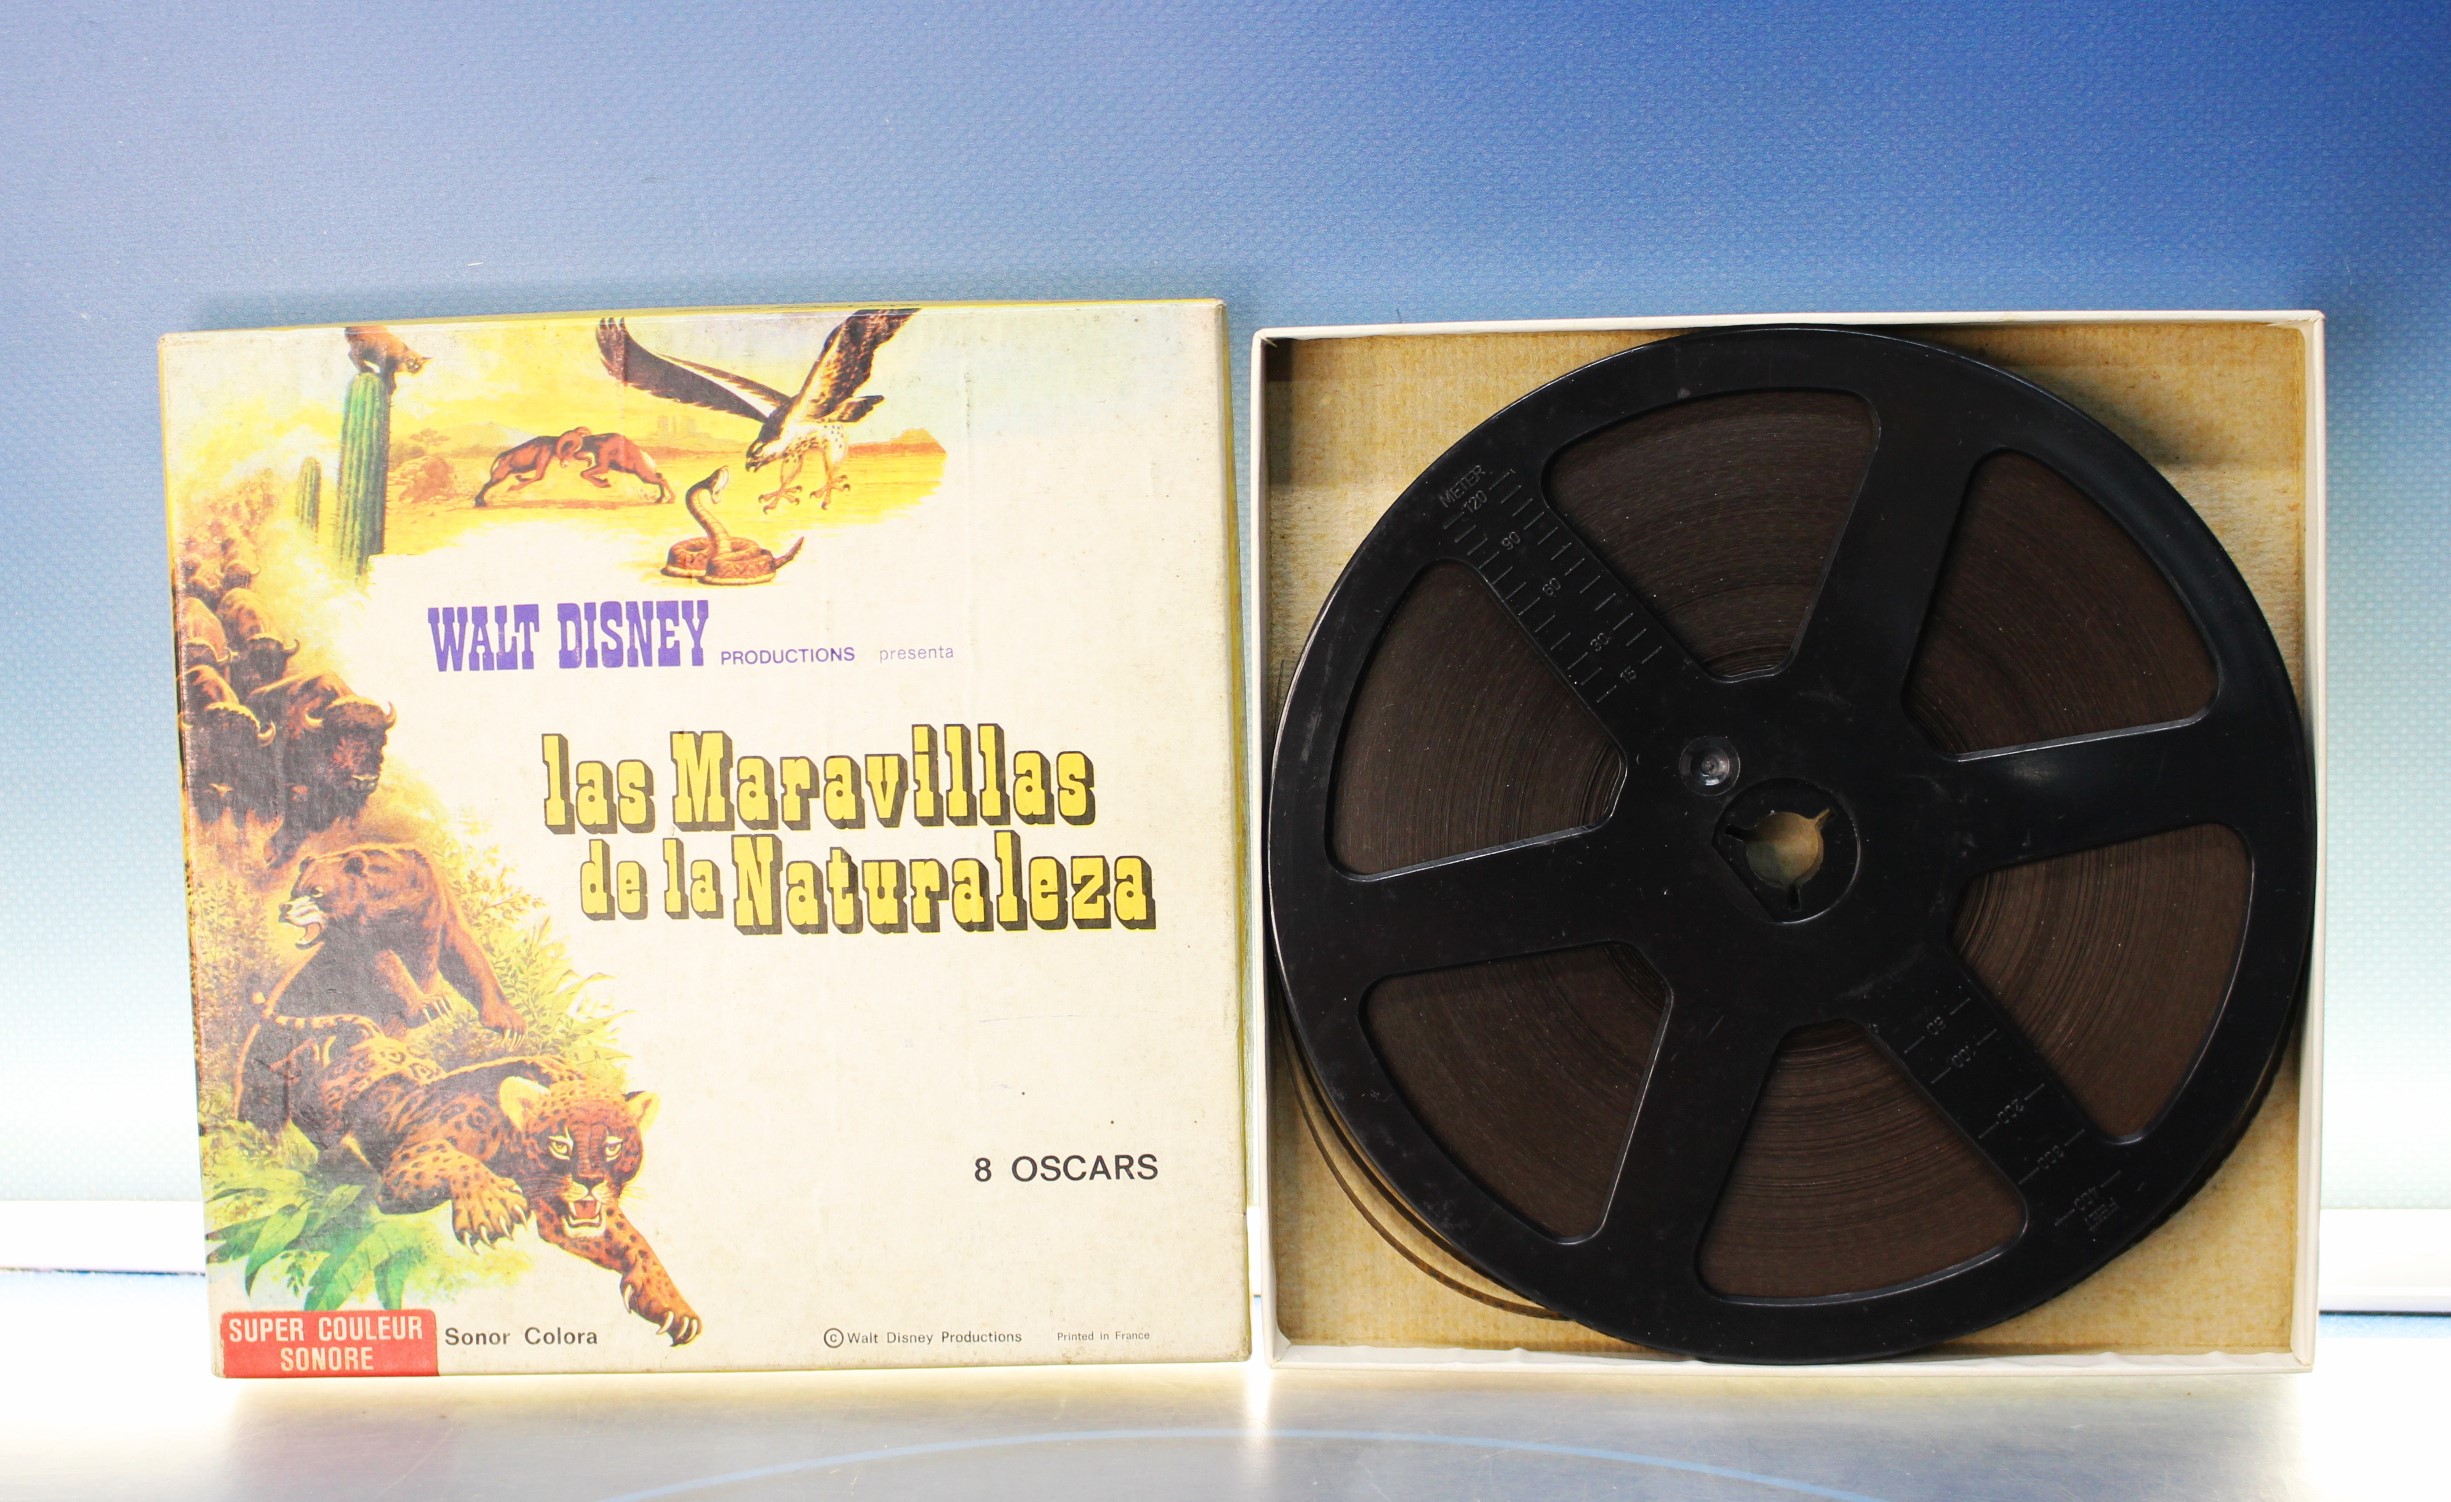 WALT DISNEY PRODUCTIONS presenta
las Maravillas
de la Naturaleza
8 OSCARS
SUPER COULEUR
SONORE
Sonor Colora
©Walt Disney Productions
Printed in France
METER
120
90
60
30
15
60
100
200
300
400
FEET